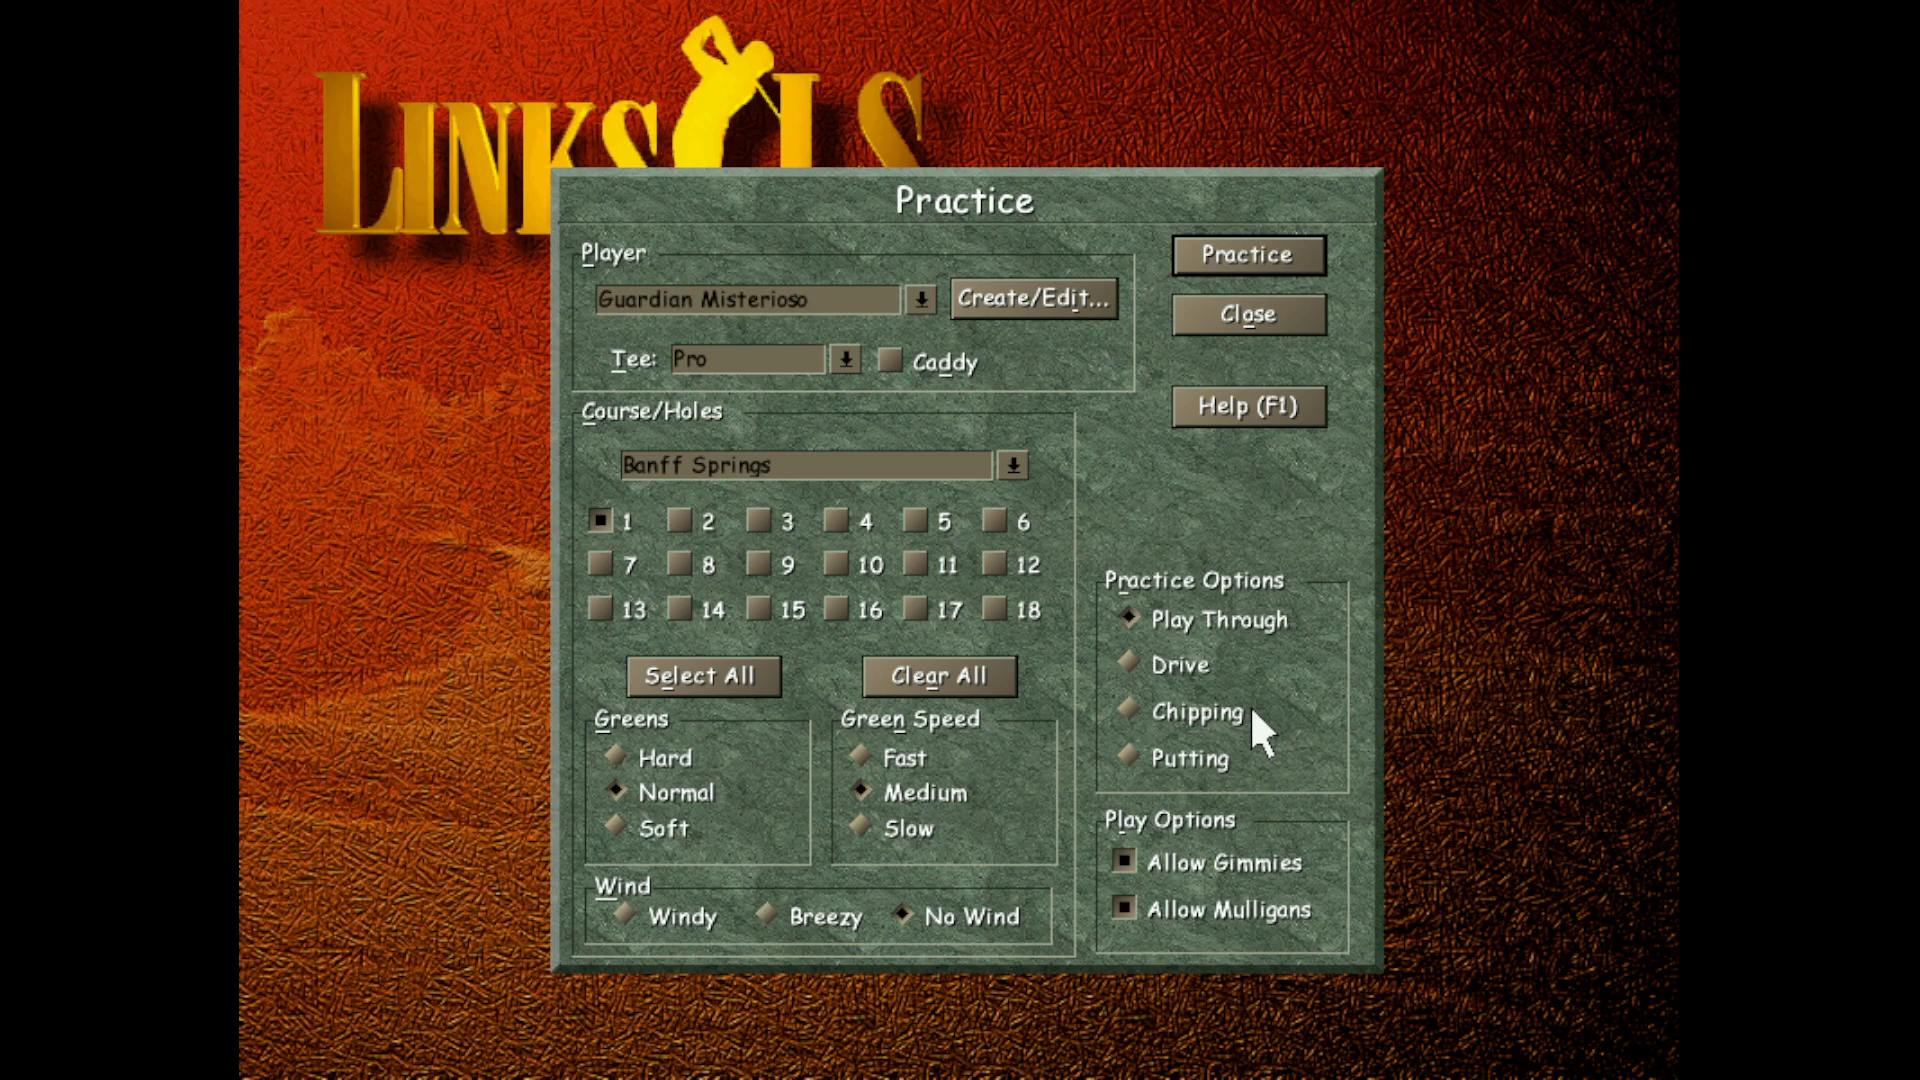 LINKS LS
Practice
Player
Guardian Misterioso
Create/Edit...
Tee: Pro
Caddy
Practice
Close
Help (F1)
Course/Holes
Banff Springs
1 2 3 4 5 6
7 8 9 10 11 12
13 14 15 16 17 18
Select All
Clear All
Greens
Hard
Normal
Soft
Green Speed
Fast
Medium
Slow
Wind
Windy Breezy No Wind
Practice Options
Play Through
Drive
Chipping
Putting
Play Options
Allow Gimmies
Allow Mulligans